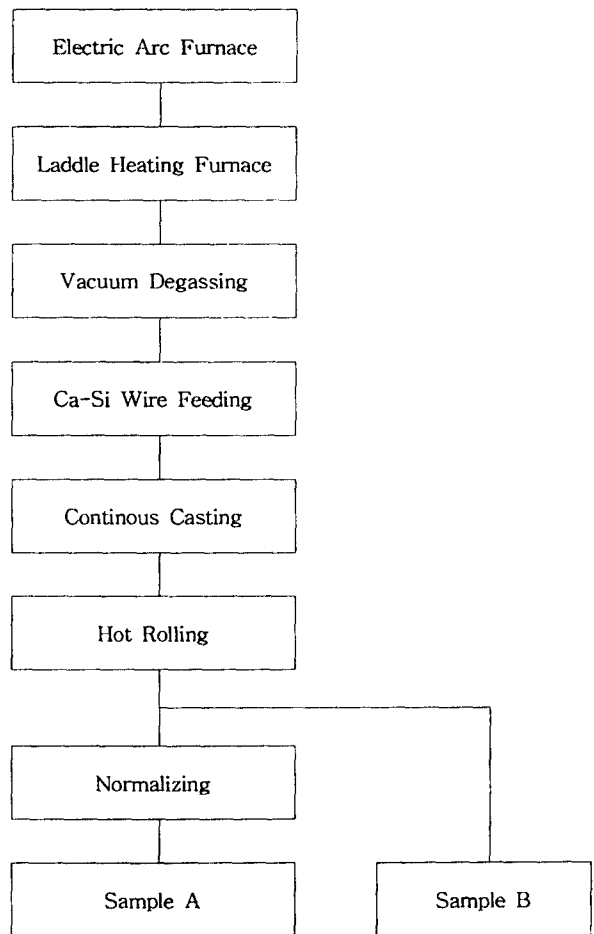 Electric Arc Furnace
Laddle Heating Furnace
Vacuum Degassing
Ca-Si Wire Feeding
Continous Casting
Hot Rolling
Normalizing
Sample A
Sample B